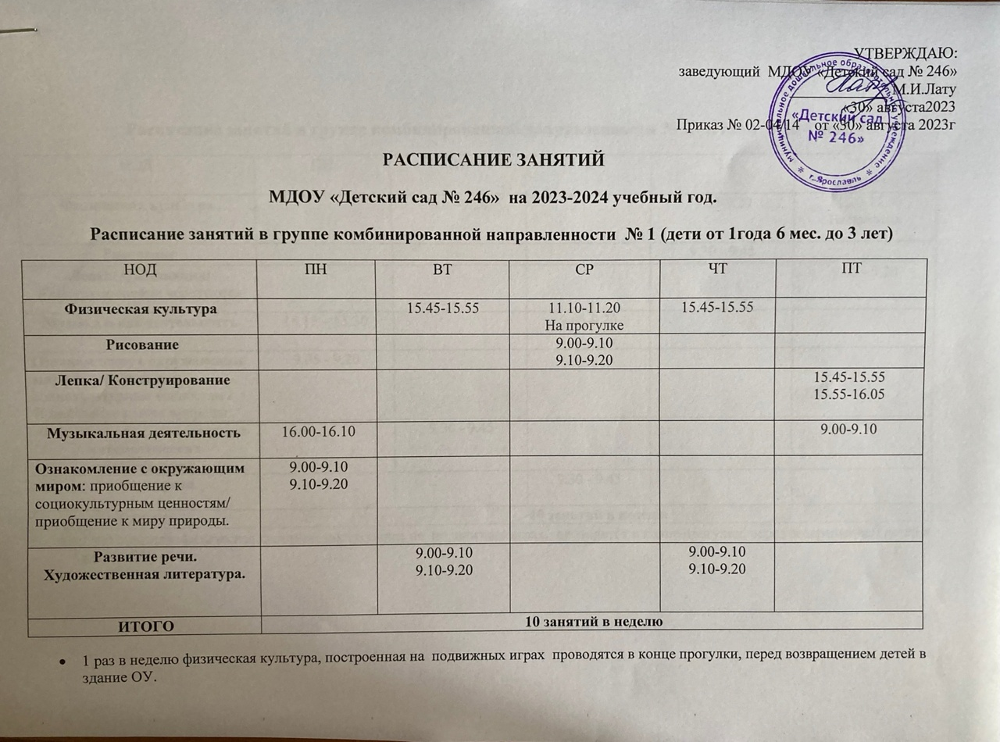 УТВЕРЖДАЮ:
заведующий МДОУ «Детский сад № 246»
М.И.Лату
«30» августа2023
Приказ № 02-04/14 от «30» августа 2023г
муниципальное дошкольное образовательное учреждение
«Детский сад
№ 246»
г. Ярославль
РАСПИСАНИЕ ЗАНЯТИЙ
МДОУ «Детский сад № 246» на 2023-2024 учебный год.
Расписание занятий в группе комбинированной направленности № 1 (дети от 1года 6 мес. до 3 лет)
НОД ПН ВТ СР ЧТ ПТ
Физическая культура 15.45-15.55 11.10-11.20 15.45-15.55
На прогулке
Рисование 9.00-9.10
9.10-9.20
Лепка/ Конструирование 15.45-15.55
15.55-16.05
Музыкальная деятельность 16.00-16.10 9.00-9.10
Ознакомление с окружающим 9.00-9.10
миром: приобщение к 9.10-9.20
социокультурным ценностям/
приобщение к миру природы.
Развитие речи. 9.00-9.10 9.00-9.10
Художественная литература. 9.10-9.20 9.10-9.20
ИТОГО 10 занятий в неделю
• 1 раз в неделю физическая культура, построенная на подвижных играх проводятся в конце прогулки, перед возвращением детей в
здание ОУ.